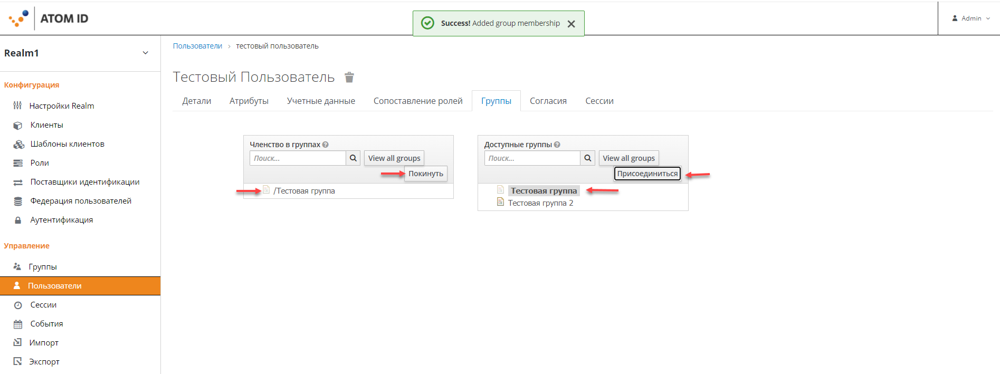 ATOM ID
Success! Added group membership
Admin
Realm1
Конфигурация
Настройки Realm
Клиенты
Шаблоны клиентов
Роли
Поставщики идентификации
Федерация пользователей
Аутентификация
Управление
Группы
Пользователи
Сессии
События
Импорт
Экспорт
Пользователи › тестовый пользователь
Тестовый Пользователь
Детали Атрибуты Учетные данные Сопоставление ролей Группы Согласия Сессии
Членство в группах
Поиск... View all groups
Покинуть
/Тестовая группа
Доступные группы
Поиск... View all groups
Присоединиться
Тестовая группа
Тестовая группа 2